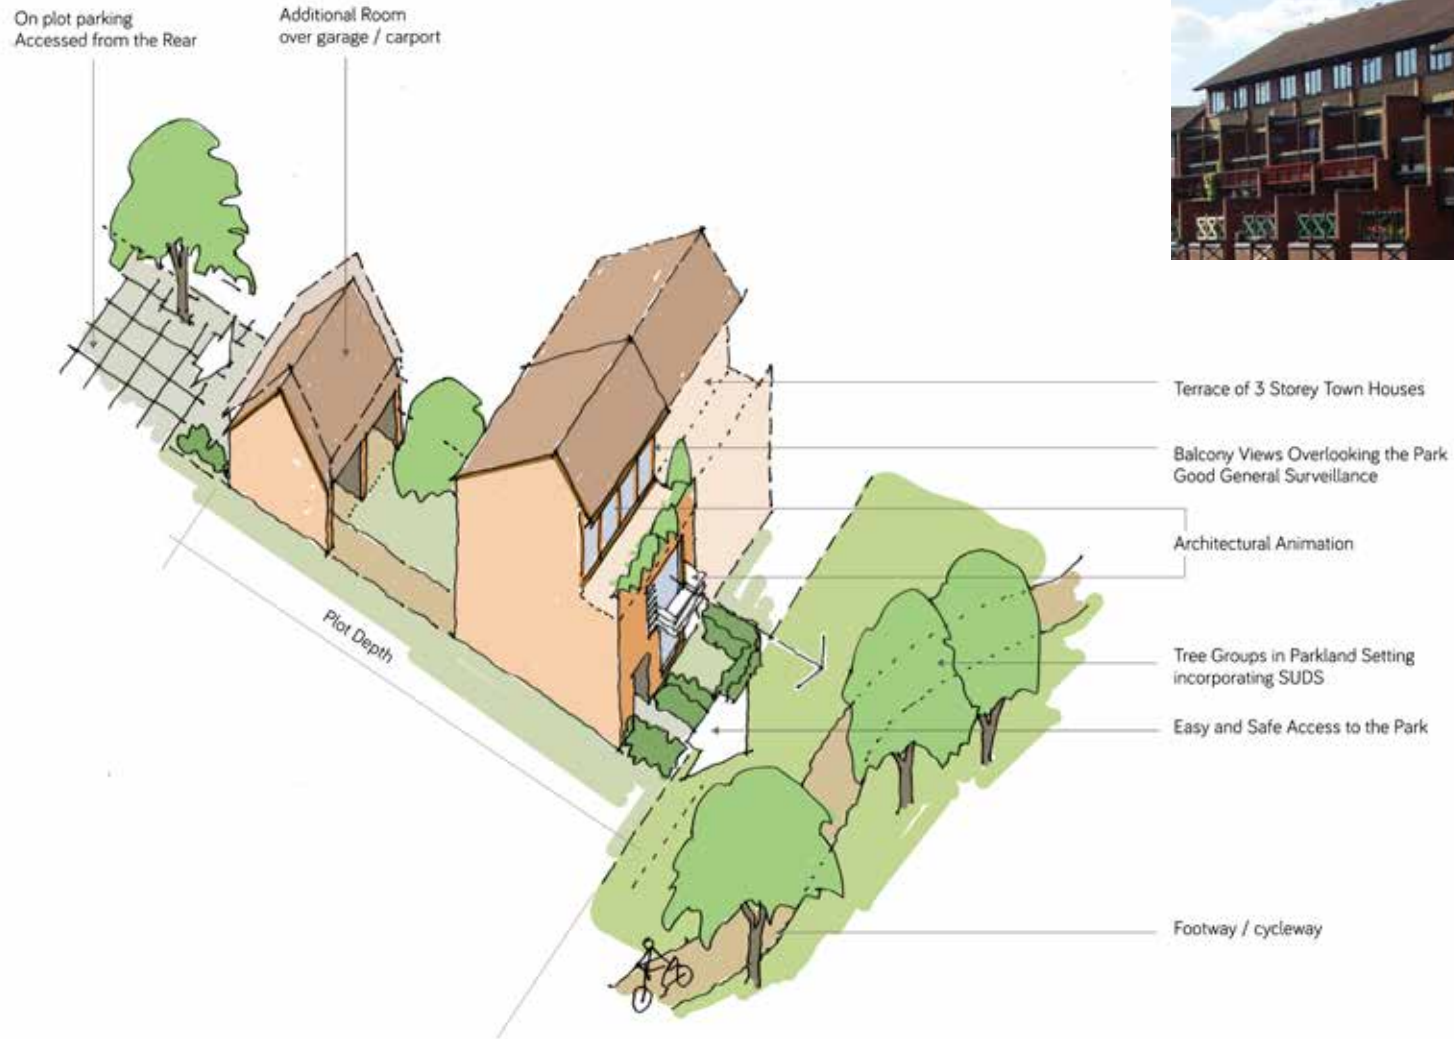 On plot parking
Accessed from the Rear
Additional Room
over garage / carport
Terrace of 3 Storey Town Houses
Balcony Views Overlooking the Park
Good General Surveillance
Architectural Animation
Plot Depth
Tree Groups in Parkland Setting
incorporating SUDS
Easy and Safe Access to the Park
Footway / cycleway